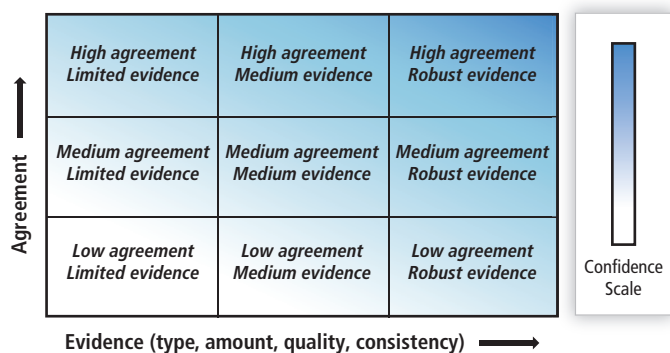 High agreement
Limited evidence
High agreement
Medium evidence
High agreement
Robust evidence
Medium agreement
Limited evidence
Medium agreement
Medium evidence
Medium agreement
Robust evidence
Low agreement
Limited evidence
Low agreement
Medium evidence
Low agreement
Robust evidence
Agreement
Evidence (type, amount, quality, consistency)
Confidence
Scale